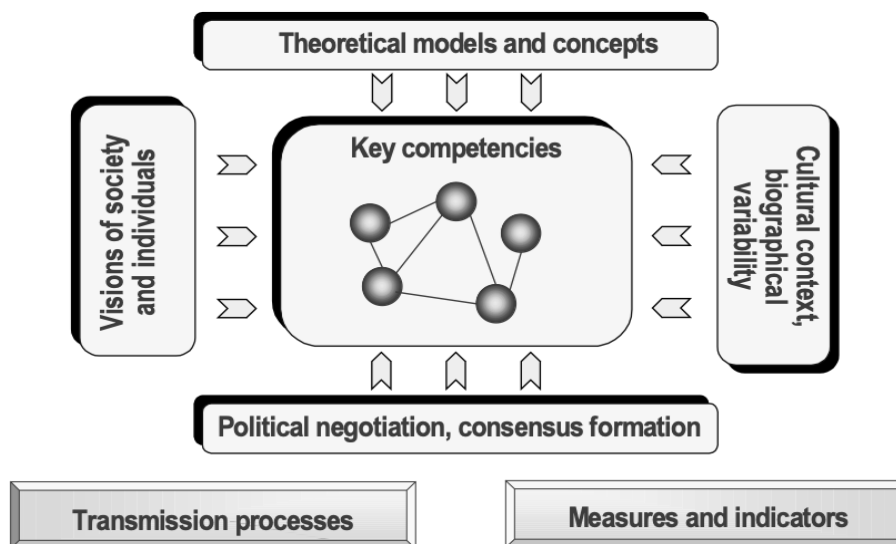 Theoretical models and concepts
Visions of society
and individuals
Key competencies
Cultural context,
biographical
variability
Political negotiation, consensus formation
Transmission processes
Measures and indicators